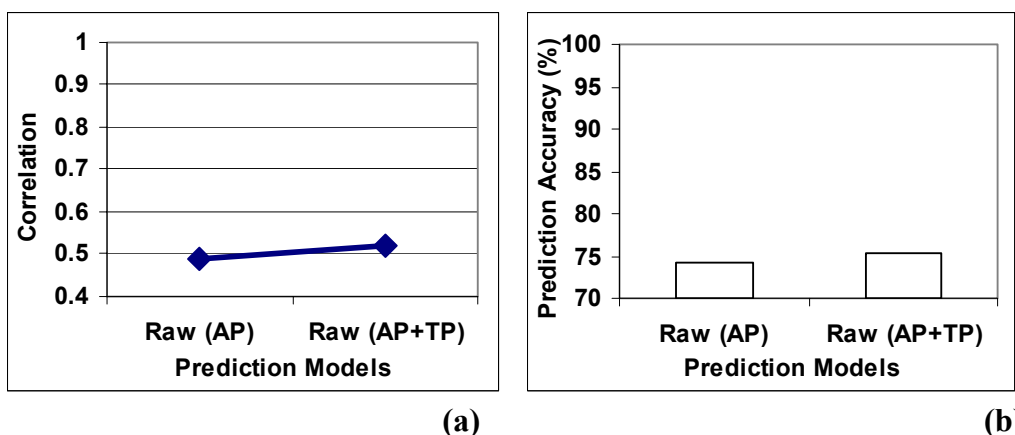 Correlation
1
0.9
0.8
0.7
0.6
0.5
0.4
Raw (AP) Raw (AP+TP)
Prediction Models
(a)
Prediction Accuracy (%)
100
95
90
85
80
75
70
Raw (AP) Raw (AP+TP)
Prediction Models
(b